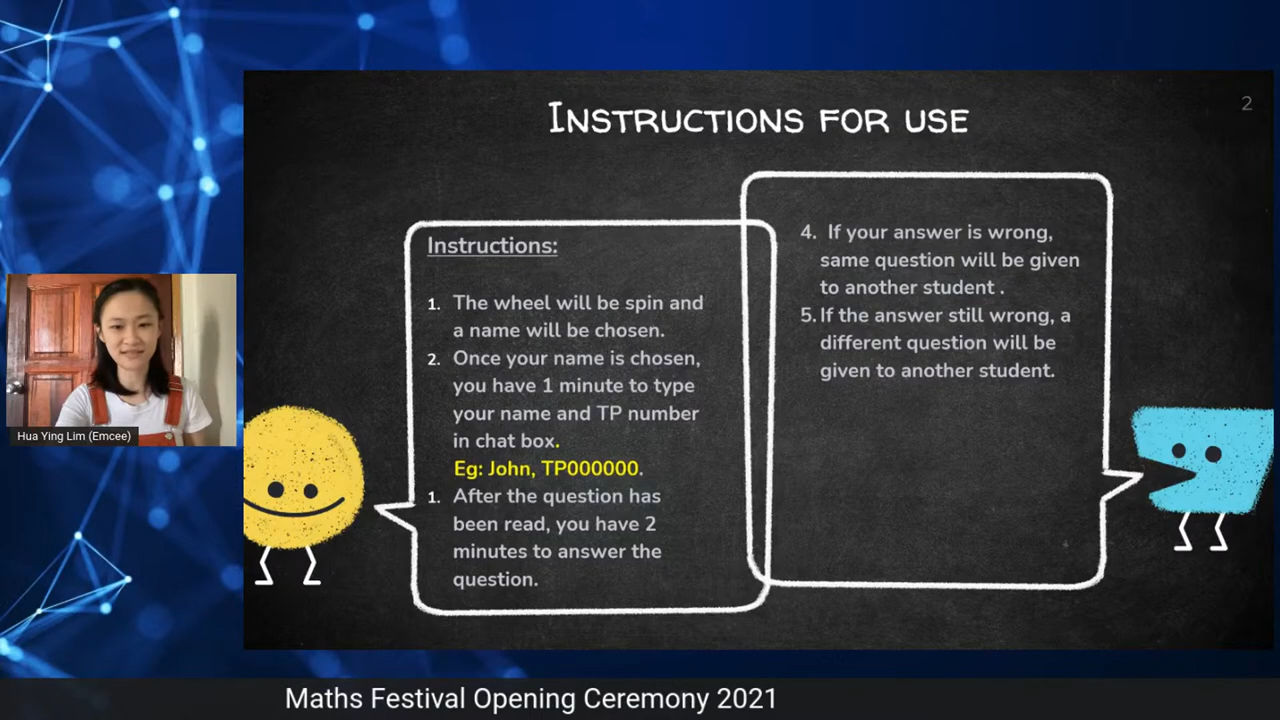 INSTRUCTIONS FOR USE
2
Instructions:
1. The wheel will be spin and
a name will be chosen.
2. Once your name is chosen,
you have 1 minute to type
your name and TP number
in chat box.
Eg: John, TP000000.
1. After the question has
been read, you have 2
minutes to answer the
question.
4. If your answer is wrong,
same question will be given
to another student .
5. If the answer still wrong, a
different question will be
given to another student.
Hua Ying Lim (Emcee)
Maths Festival Opening Ceremony 2021